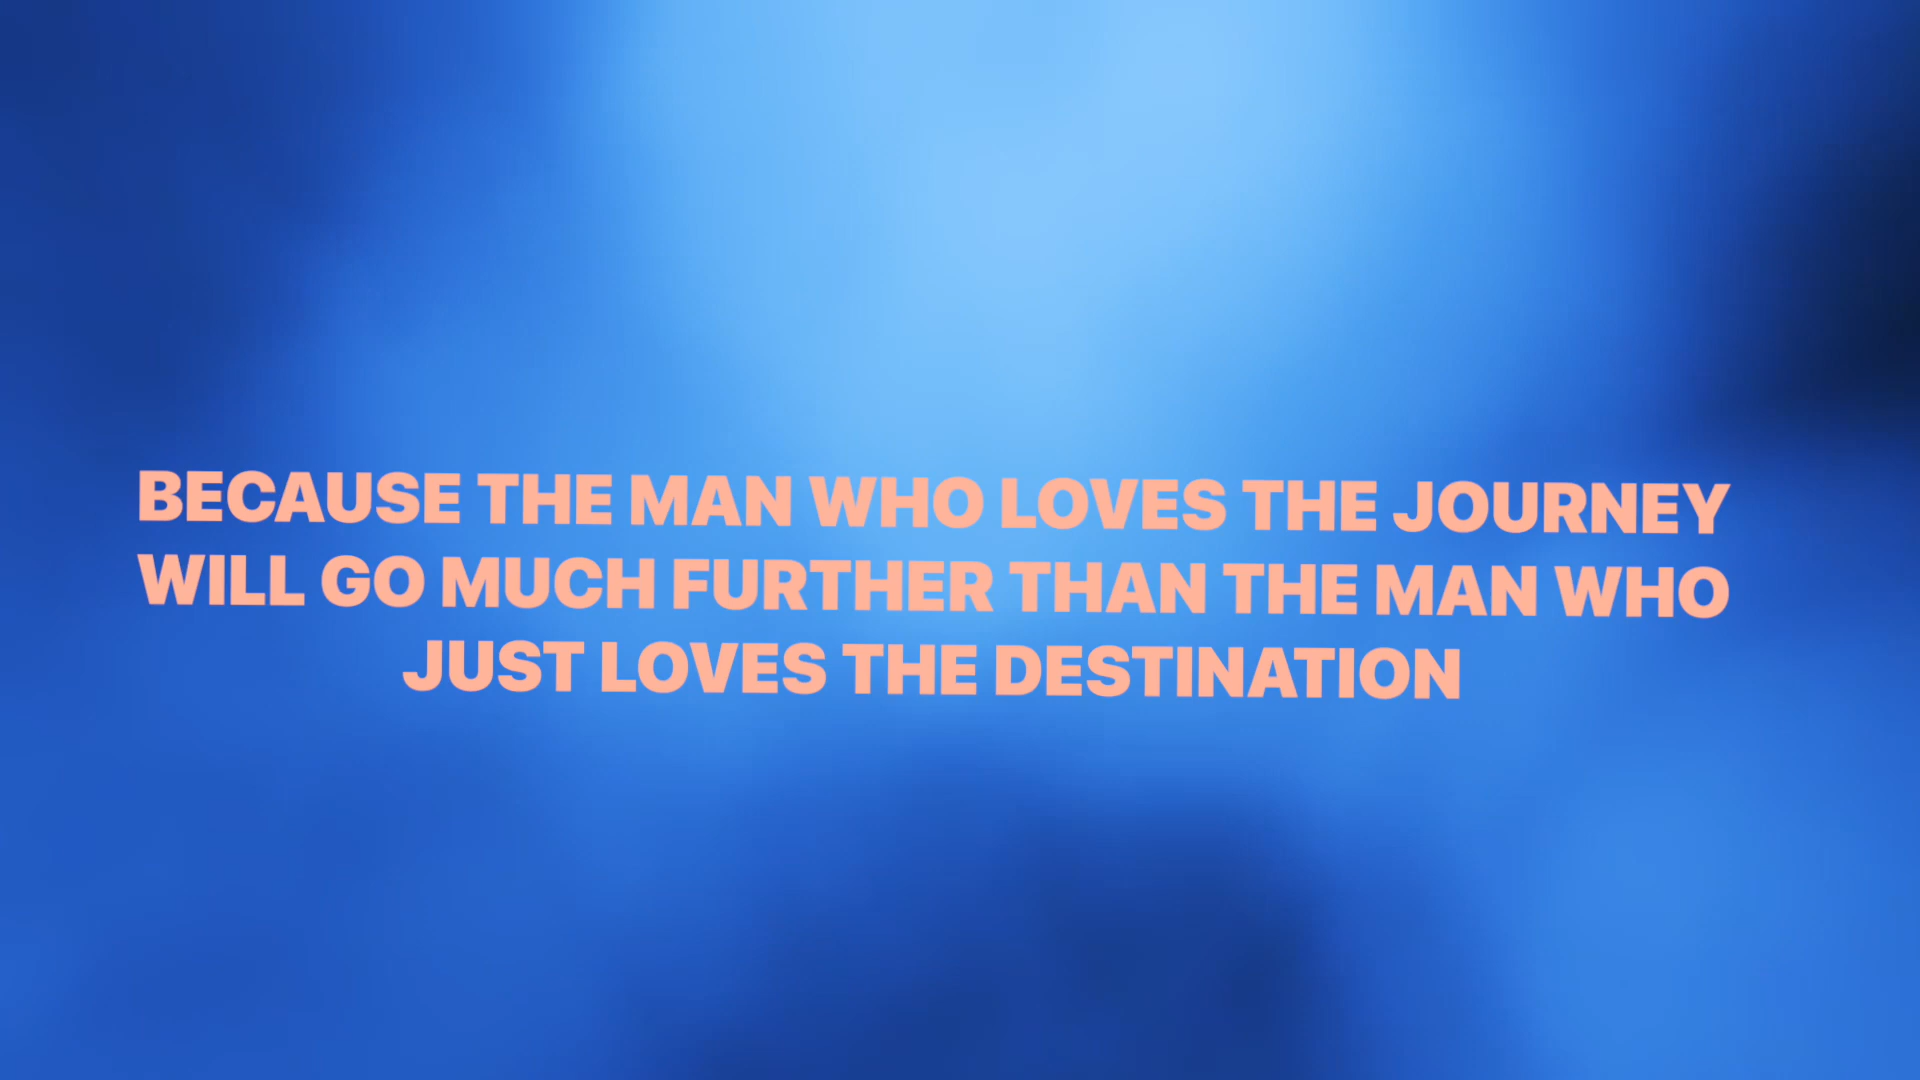 BECAUSE THE MAN WHO LOVES THE JOURNEY
WILL GO MUCH FURTHER THAN THE MAN WHO
JUST LOVES THE DESTINATION